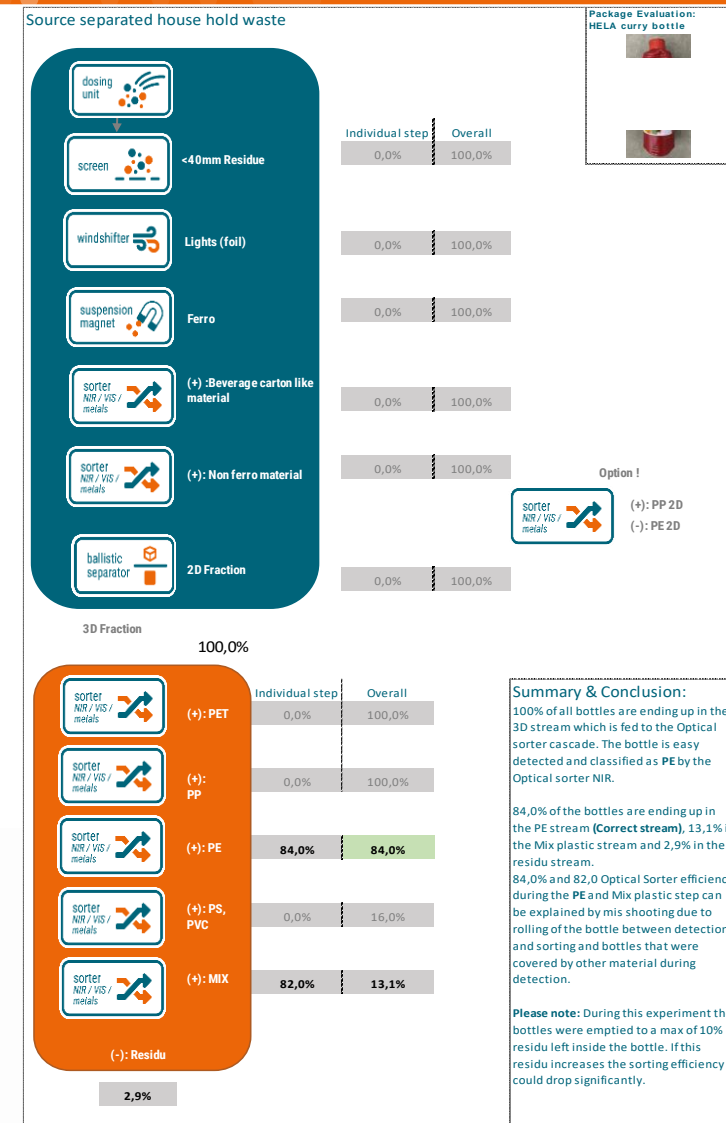 Source separated house hold waste
Package Evaluation:
HELA curry bottle
dosing
unit
Individual step Overall
screen
<40mm Residue
0,0% 100,0%
windshifter
Lights (foil)
0,0% 100,0%
suspension
magnet
Ferro
0,0% 100,0%
sorter
NIR / VIS /
metals
(+) :Beverage carton like
material
0,0% 100,0%
sorter
NIR / VIS /
metals
(+): Non ferro material
0,0% 100,0%
Option !
sorter
NIR / VIS /
metals
(+): PP 2D
(-): PE 2D
ballistic
separator
2D Fraction
0,0% 100,0%
3D Fraction
100,0%
Individual step Overall
sorter
NIR / VIS /
metals
(+): PET
0,0% 100,0%
sorter
NIR / VIS /
metals
(+):
PP
0,0% 100,0%
sorter
NIR / VIS /
metals
(+): PE
84,0% 84,0%
sorter
NIR / VIS /
metals
(+): PS,
PVC
0,0% 16,0%
sorter
NIR / VIS /
metals
(+): MIX
82,0% 13,1%
(-): Residu
2,9%
Summary & Conclusion:
100% of all bottles are ending up in the
3D stream which is fed to the Optical
sorter cascade. The bottle is easy
detected and classified as PE by the
Optical sorter NIR.
84,0% of the bottles are ending up in
the PE stream (Correct stream), 13,1%
the Mix plastic stream and 2,9% in the
residu stream.
84,0% and 82,0 Optical Sorter efficienc
during the PE and Mix plastic step can
be explained by mis shooting due to
rolling of the bottle between detection
and sorting and bottles that were
covered by other material during
detection.
Please note: During this experiment th
bottles were emptied to a max of 10%
residu left inside the bottle. If this
residu increases the sorting efficiency
could drop significantly.